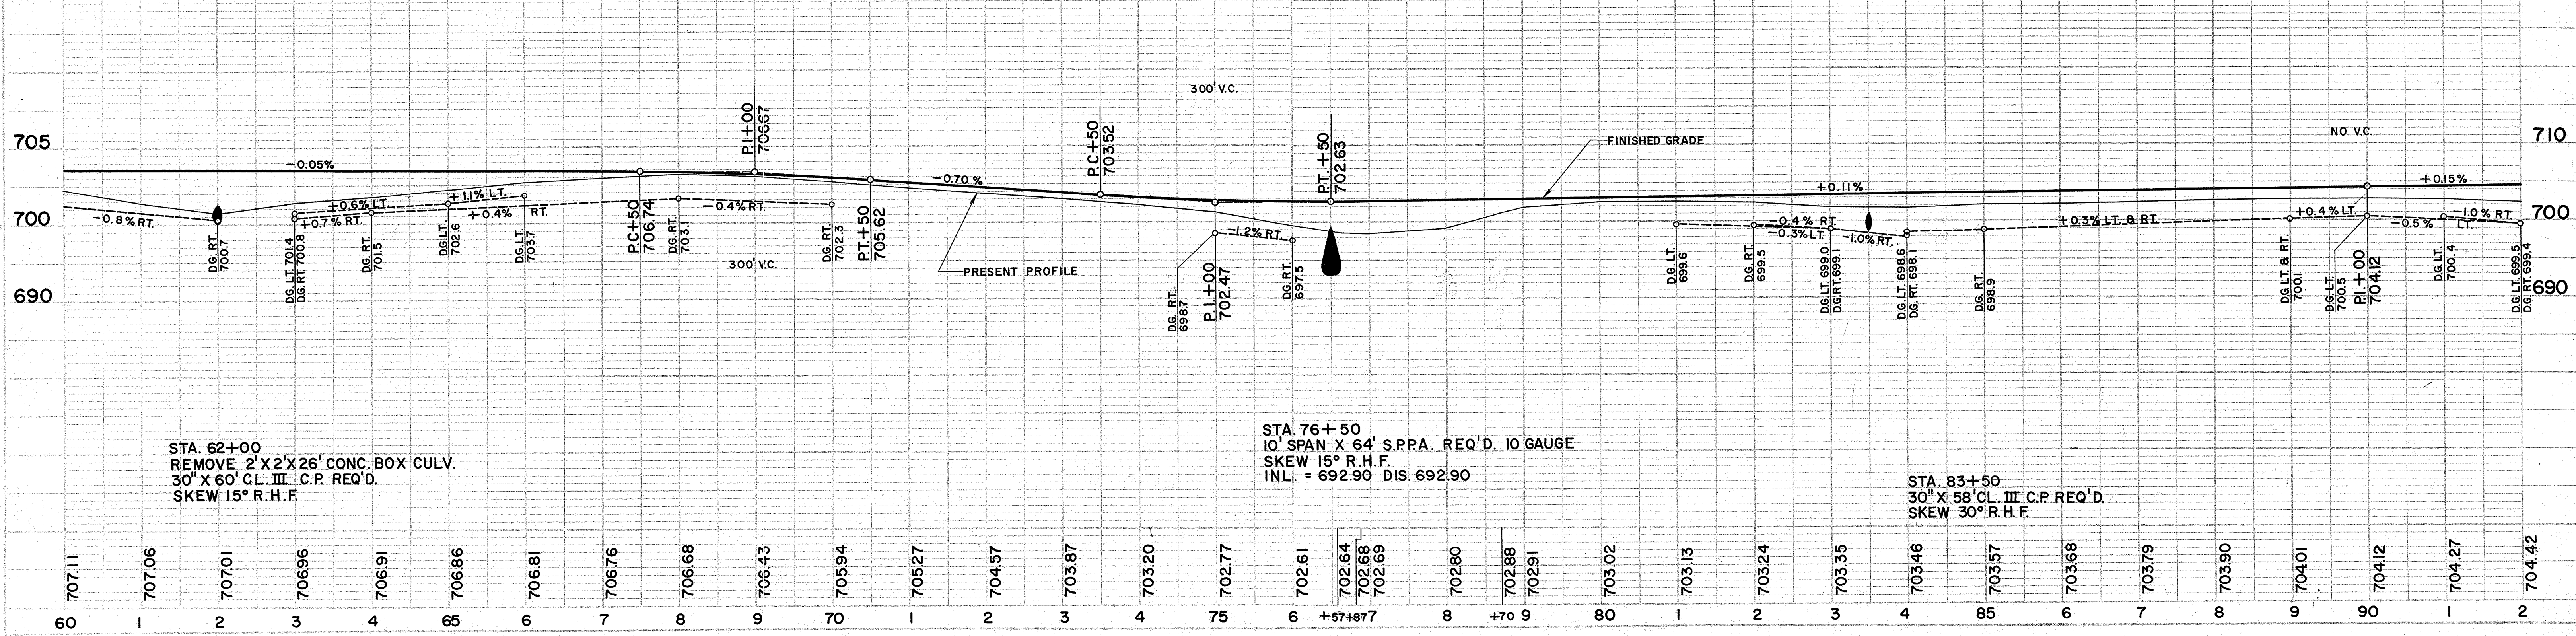 300' V.C.
P.I.+00
706.67
P.C+50
703.52
P.T.+50
702.63
NO V.C.
705
710
FINISHED GRADE
-0.05%
-0.70 %
+0.11%
+0.15%
-0.8% RT.
+0.6% LT.
+0.7% RT.
+1.1% LT.
+0.4% RT.
-0.4% RT.
-1.2% RT.
-0.4% RT.
-0.3% LT.
-1.0% RT.
+0.3% LT. & RT.
+0.4% LT.
-1.0% RT.
-0.5% LT.
700
700
D.G. RT.
700.7
D.G. LT. 701.4
D.G. RT. 700.8
D.G. RT.
701.5
D.G. LT.
702.6
D.G. LT.
703.7
P.C+50
706.74
D.G. RT.
703.1
300' V.C.
D.G. RT.
702.3
P.T.+50
705.62
PRESENT PROFILE
D.G. RT.
698.7
P.I.+00
702.47
D.G. RT.
697.5
D.G. LT.
699.6
D.G. RT.
699.5
D.G. LT. 699.0
D.G. RT. 699.1
D.G. LT. 698.6
D.G. RT. 698.1
D.G. RT.
698.9
D.G. LT. & RT.
700.1
D.G. LT.
700.5
P.I.+00
704.12
D.G. LT.
700.4
D.G. LT. 699.5
D.G. RT. 699.4
690
690
STA. 62+00
REMOVE 2' X 2' X 26' CONC. BOX CULV.
30" X 60' CL. III C.P. REQ'D.
SKEW 15° R.H.F.
STA. 76+50
10' SPAN X 64' S.P.P.A. REQ'D. 10 GAUGE
SKEW 15° R.H.F.
INL. = 692.90 DIS. 692.90
STA. 83+50
30" X 58' CL. III C.P. REQ'D.
SKEW 30° R.H.F.
707.11 707.06 707.01 706.96 706.91 706.86 706.81 706.76 706.68 706.43 705.94 705.27 704.57 703.87 703.20 702.77 702.61 702.64 702.68 702.69 702.80 702.88 702.91 703.02 703.13 703.24 703.35 703.46 703.57 703.68 703.79 703.90 704.01 704.12 704.27 704.42
60 1 2 3 4 65 6 7 8 9 70 1 2 3 4 75 6 +57+877 8 +70 9 80 1 2 3 4 85 6 7 8 9 90 1 2